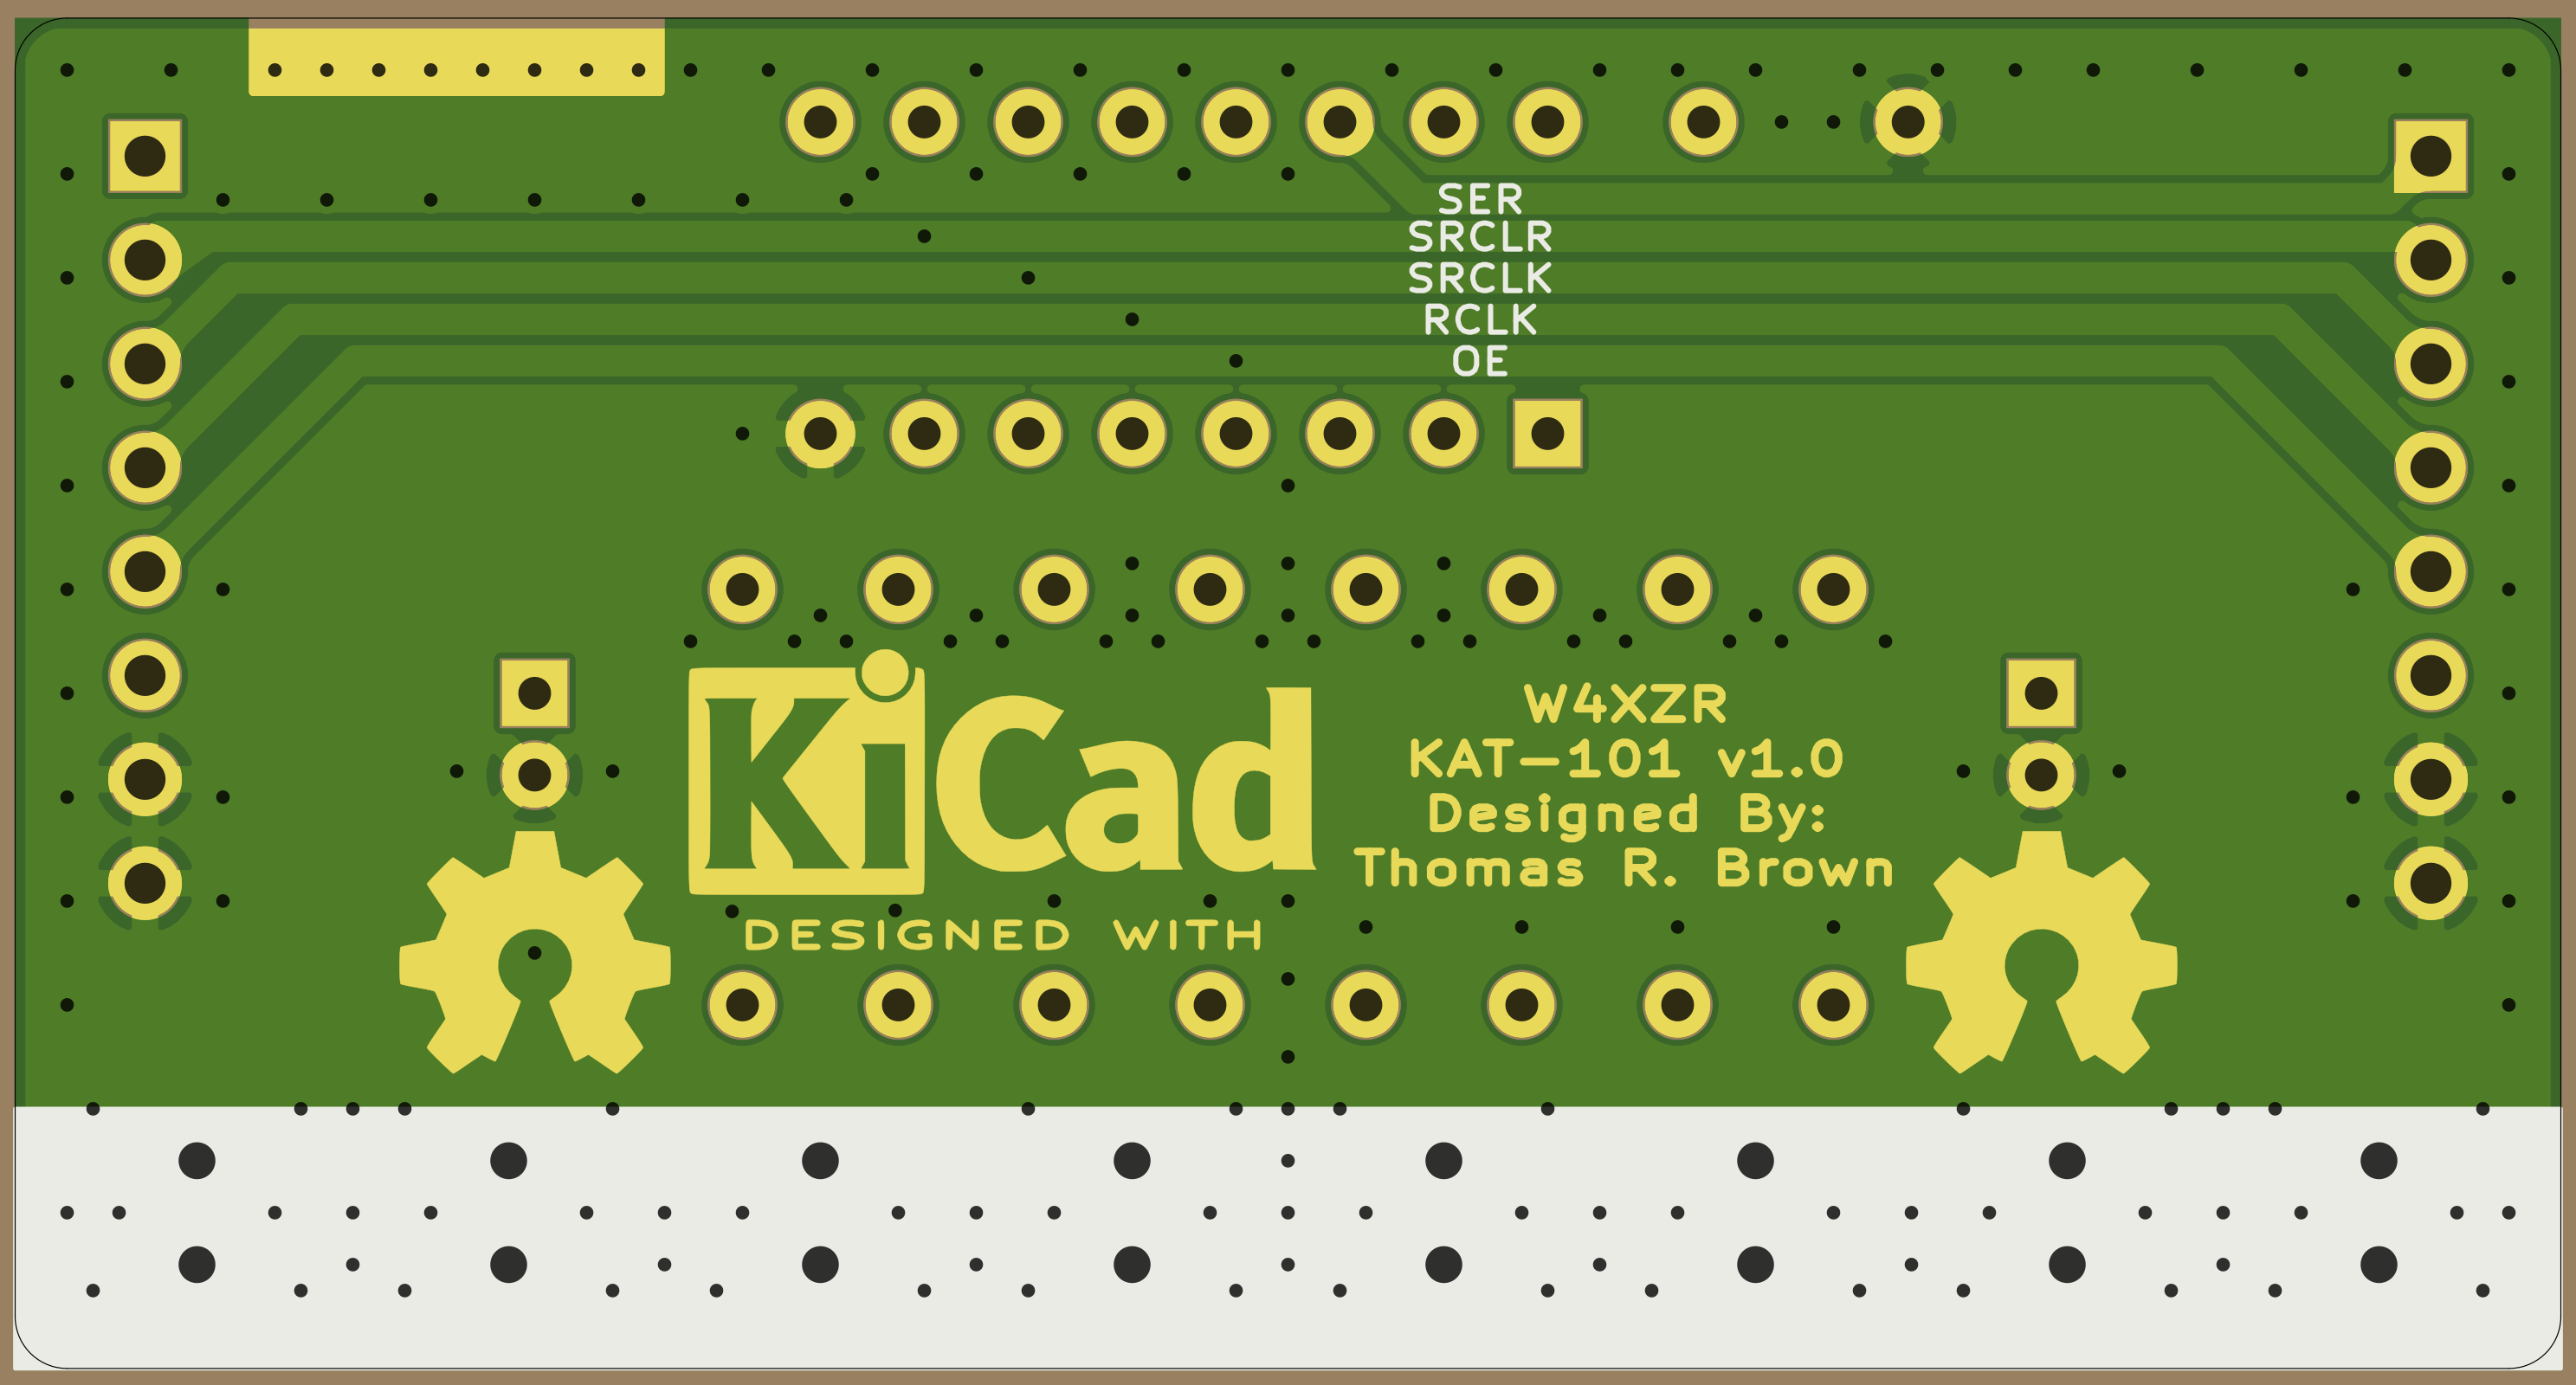 SER
SRCLR
SRCLK
RCLK
OE
KiCad
DESIGNED WITH
W4XZR
KAT-101 v1.0
Designed By:
Thomas R. Brown